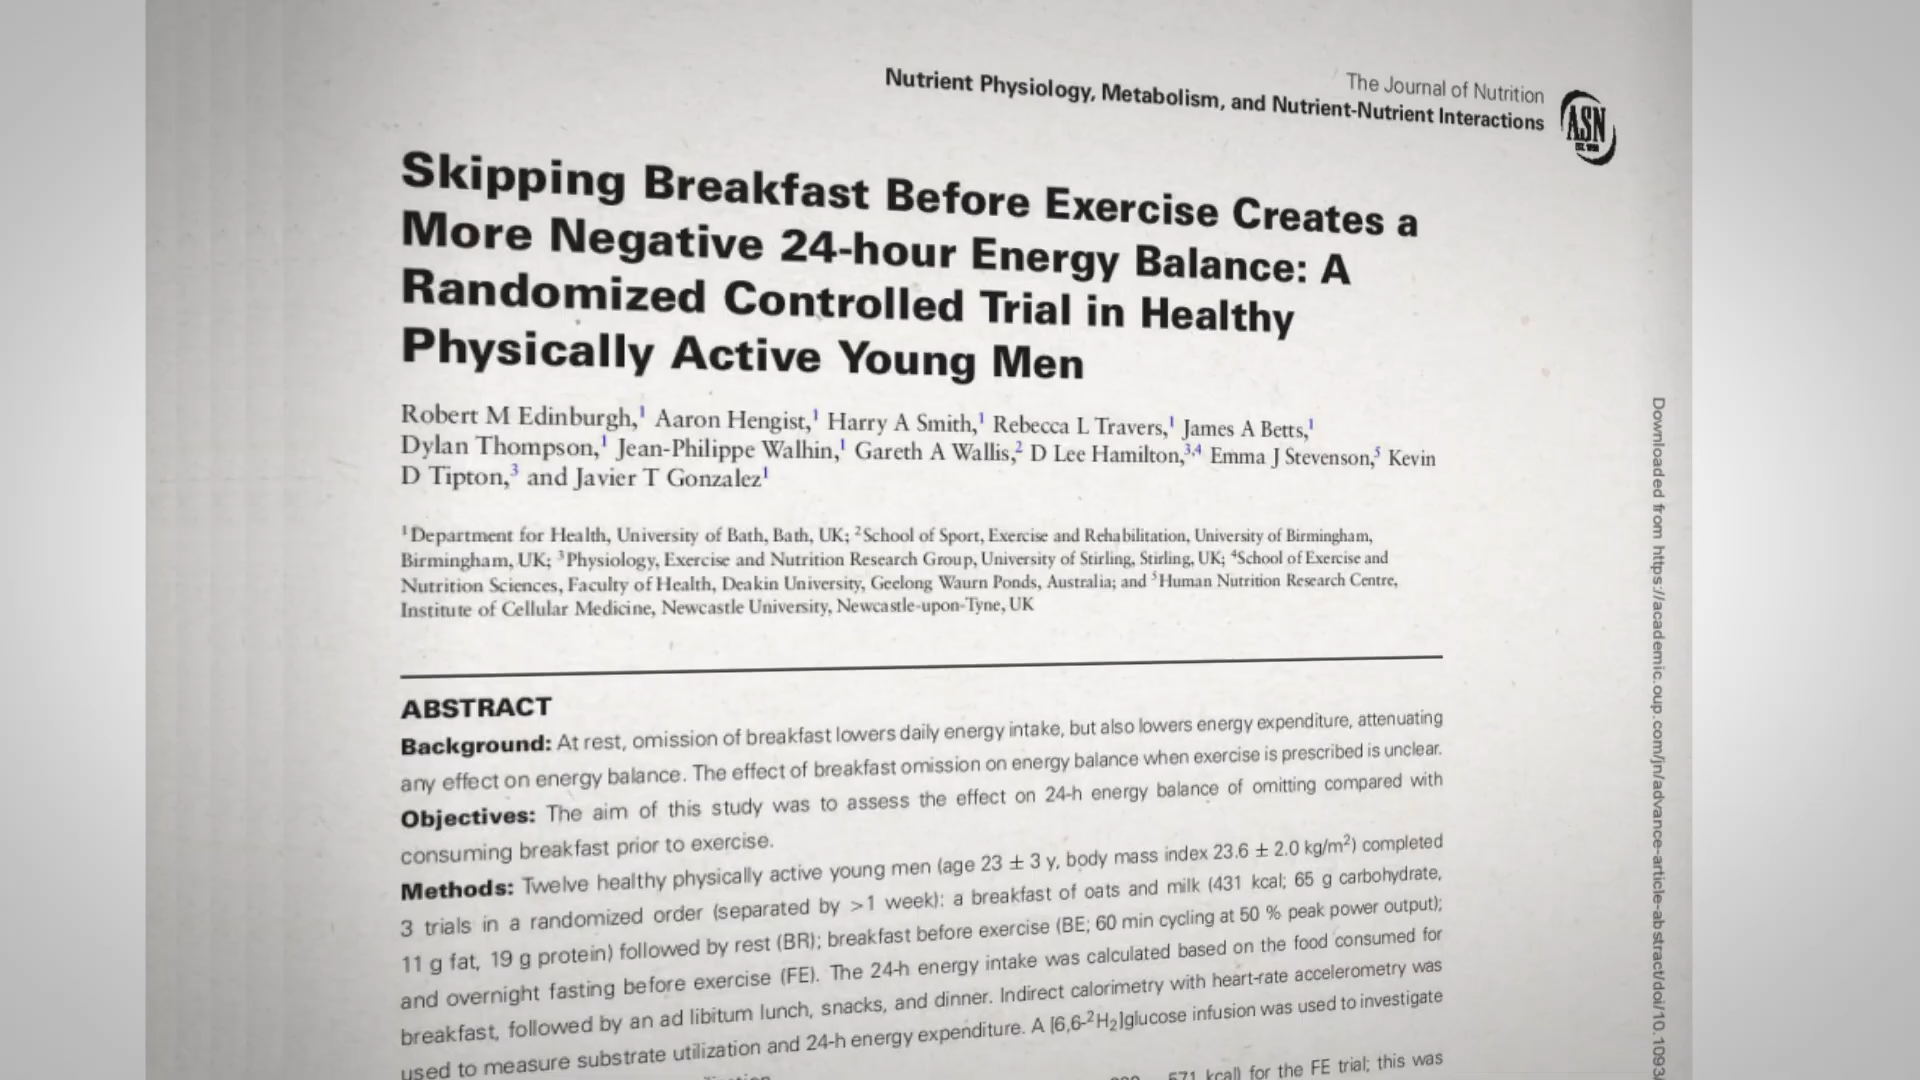 The Journal of Nutrition
Nutrient Physiology, Metabolism, and Nutrient-Nutrient Interactions
ASN
Skipping Breakfast Before Exercise Creates a
More Negative 24-hour Energy Balance: A
Randomized Controlled Trial in Healthy
Physically Active Young Men
Robert M Edinburgh,¹ Aaron Hengist,¹ Harry A Smith,¹ Rebecca L Travers,¹ James A Betts,¹
Dylan Thompson,¹ Jean-Philippe Walhin,¹ Gareth A Wallis,² D Lee Hamilton,³,⁴ Emma J Stevenson,⁵ Kevin
D Tipton,³ and Javier T Gonzalez¹
¹Department for Health, University of Bath, Bath, UK; ²School of Sport, Exercise and Rehabilitation, University of Birmingham,
Birmingham, UK; ³Physiology, Exercise and Nutrition Research Group, University of Stirling, Stirling, UK; ⁴School of Exercise and
Nutrition Sciences, Faculty of Health, Deakin University, Geelong Waurn Ponds, Australia; and ⁵Human Nutrition Research Centre,
Institute of Cellular Medicine, Newcastle University, Newcastle-upon-Tyne, UK
ABSTRACT
Background: At rest, omission of breakfast lowers daily energy intake, but also lowers energy expenditure, attenuating
any effect on energy balance. The effect of breakfast omission on energy balance when exercise is prescribed is unclear.
Objectives: The aim of this study was to assess the effect on 24-h energy balance of omitting compared with
consuming breakfast prior to exercise.
Methods: Twelve healthy physically active young men (age 23 ± 3 y, body mass index 23.6 ± 2.0 kg/m²) completed
3 trials in a randomized order (separated by >1 week): a breakfast of oats and milk (431 kcal; 65 g carbohydrate,
11 g fat, 19 g protein) followed by rest (BR); breakfast before exercise (BE; 60 min cycling at 50 % peak power output);
and overnight fasting before exercise (FE). The 24-h energy intake was calculated based on the food consumed for
breakfast, followed by an ad libitum lunch, snacks, and dinner. Indirect calorimetry with heart-rate accelerometry was
used to measure substrate utilization and 24-h energy expenditure. A [6,6-²H₂]glucose infusion was used to investigate
571 kcal) for the FE trial; this was
Downloaded from https://academic.oup.com/jn/advance-article-abstract/doi/10.1093/